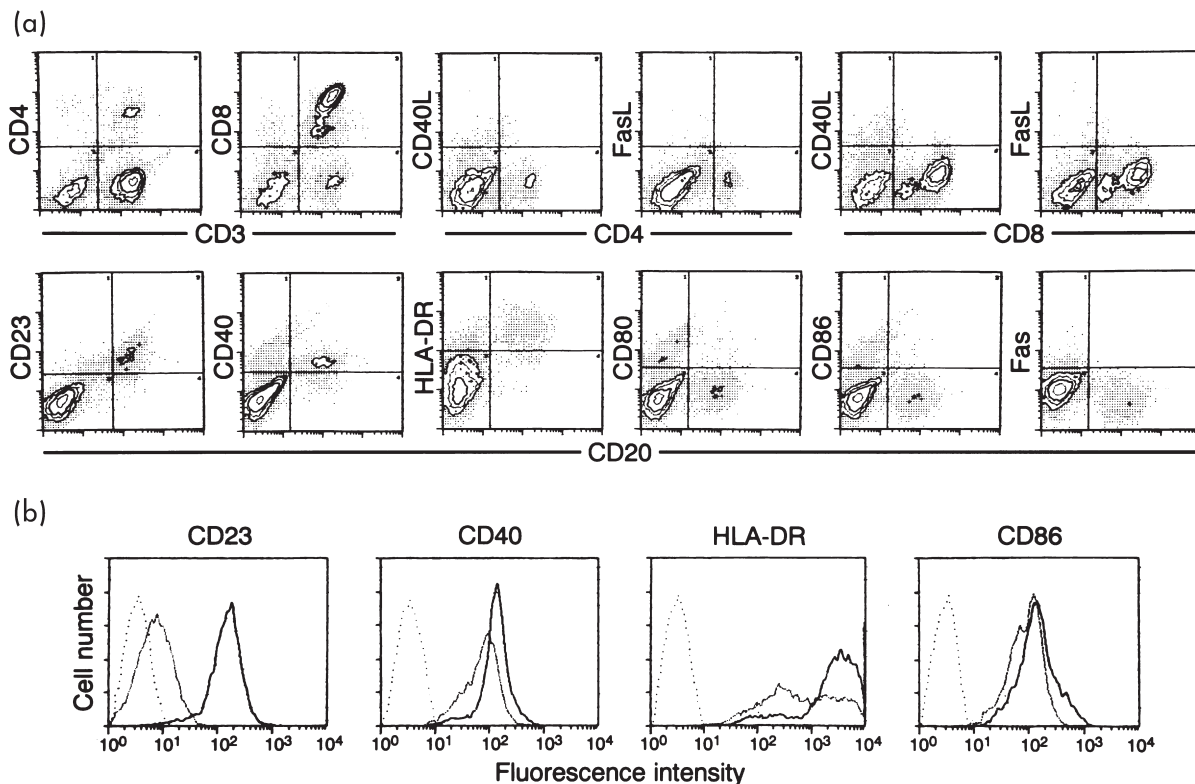 (a)
CD4 CD8 CD40L FasL CD40L FasL
CD3 CD4 CD8
CD23 CD40 HLA-DR CD80 CD86 Fas
CD20
(b)
CD23 CD40 HLA-DR CD86
Cell number
10⁰ 10¹ 10² 10³ 10⁴ 10⁰ 10¹ 10² 10³ 10⁴ 10⁰ 10¹ 10² 10³ 10⁴ 10⁰ 10¹ 10² 10³ 10⁴
Fluorescence intensity